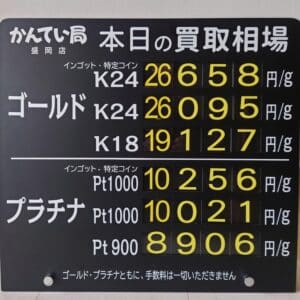 かんてい局 本日の買取相場
盛岡店
インゴット・特定コイン
K24 26658円/g
ゴールド K24 26095円/g
K18 19127円/g
インゴット・特定コイン
Pt1000 10256円/g
プラチナ Pt1000 10021円/g
Pt900 8906円/g
ゴールド・プラチナともに、手数料は一切いただきません